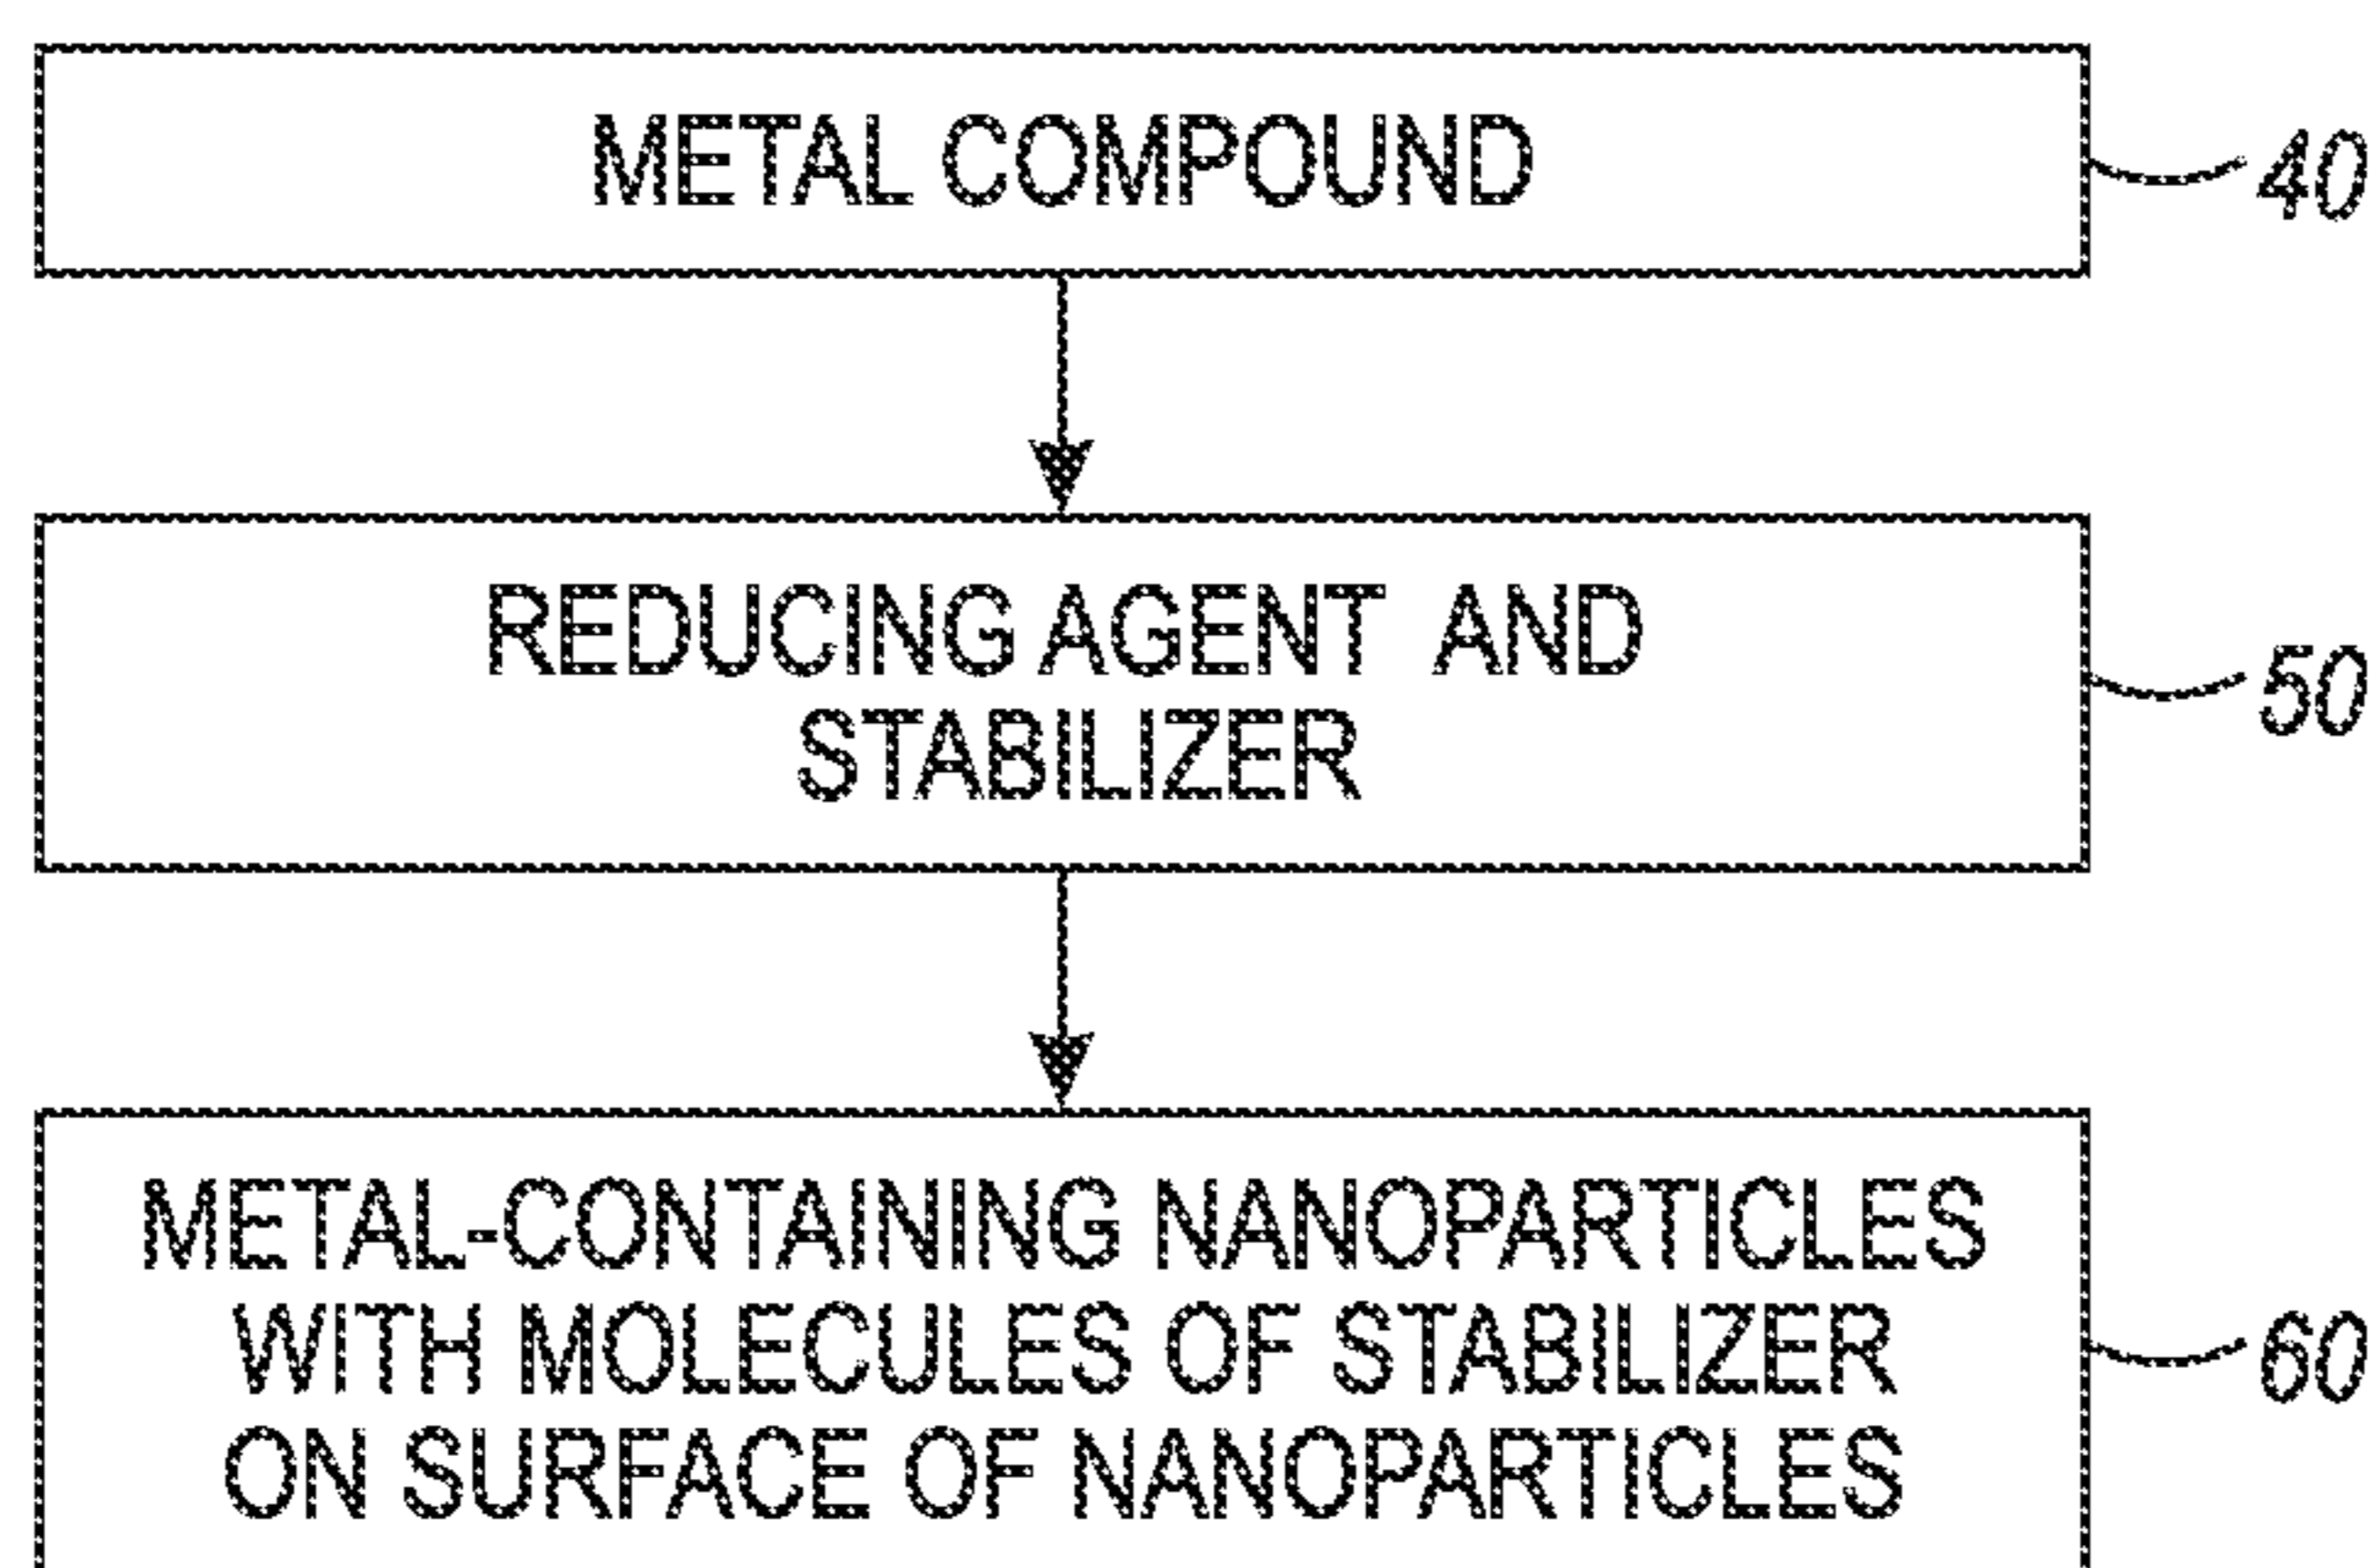 METAL COMPOUND
40
REDUCING AGENT AND
STABILIZER
50
METAL-CONTAINING NANOPARTICLES
WITH MOLECULES OF STABILIZER
ON SURFACE OF NANOPARTICLES
60